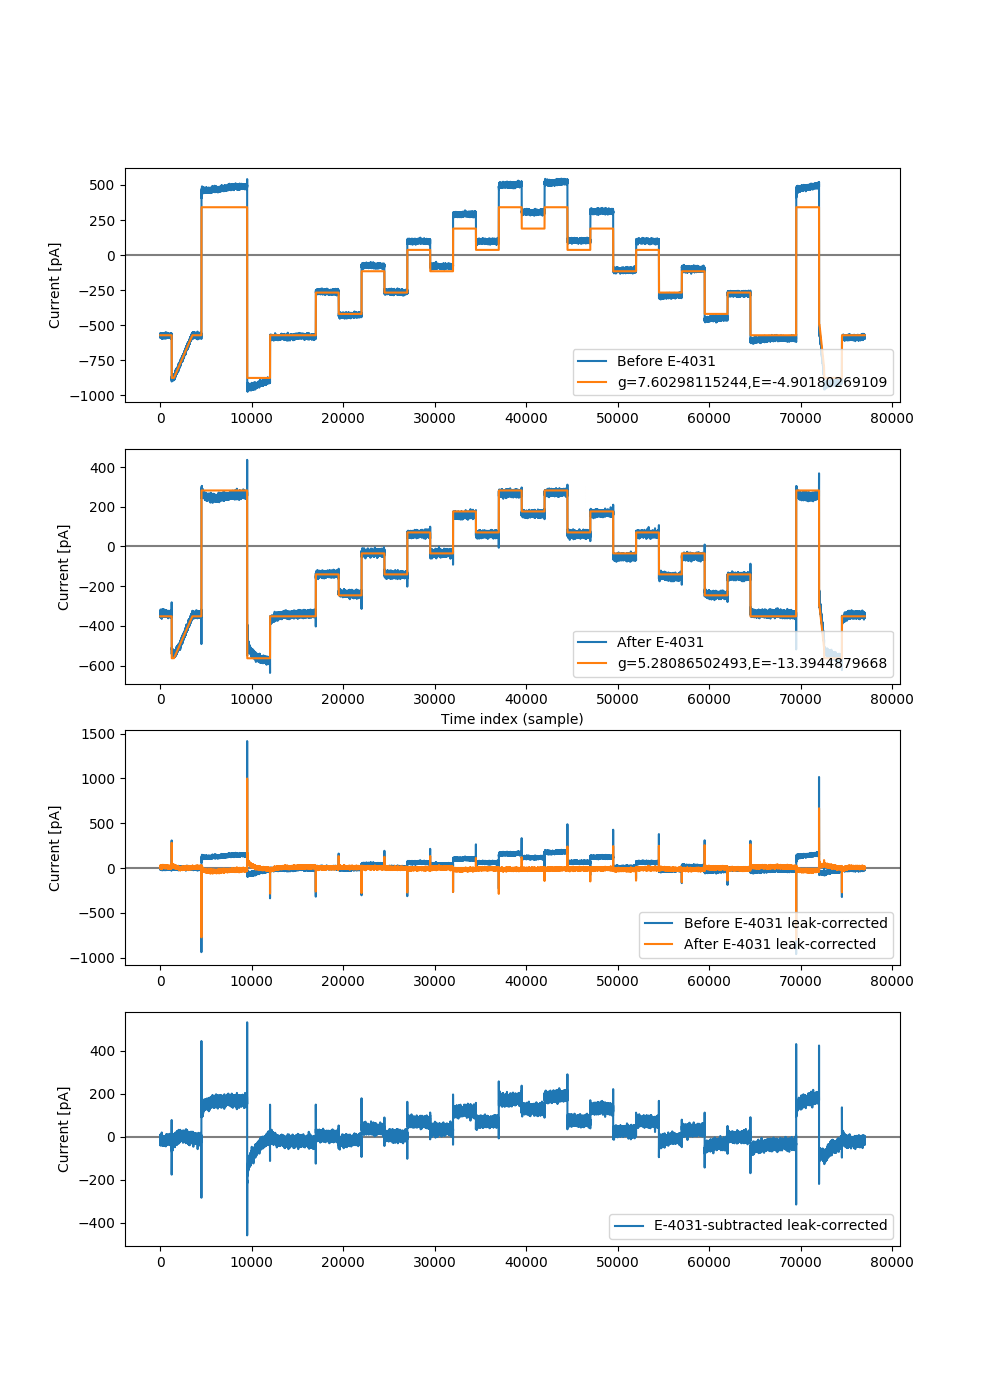 500
250
0
−250
−500
−750
−1000
Current [pA]
Before E-4031
g=7.60298115244,E=-4.90180269109
0 10000 20000 30000 40000 50000 60000 70000 80000
400
200
0
−200
−400
−600
Current [pA]
After E-4031
g=5.28086502493,E=-13.3944879668
0 10000 20000 30000 40000 50000 60000 70000 80000
Time index (sample)
1500
1000
500
0
−500
−1000
Current [pA]
Before E-4031 leak-corrected
After E-4031 leak-corrected
0 10000 20000 30000 40000 50000 60000 70000 80000
400
200
0
−200
−400
Current [pA]
E-4031-subtracted leak-corrected
0 10000 20000 30000 40000 50000 60000 70000 80000